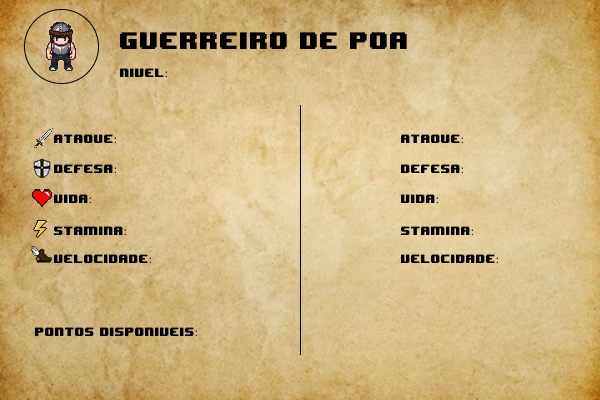 GUERREIRO DE POA
NIVEL:
ATAQUE:
DEFESA:
VIDA:
STAMINA:
VELOCIDADE:
PONTOS DISPONIVEIS:
ATAQUE:
DEFESA:
VIDA:
STAMINA:
VELOCIDADE: